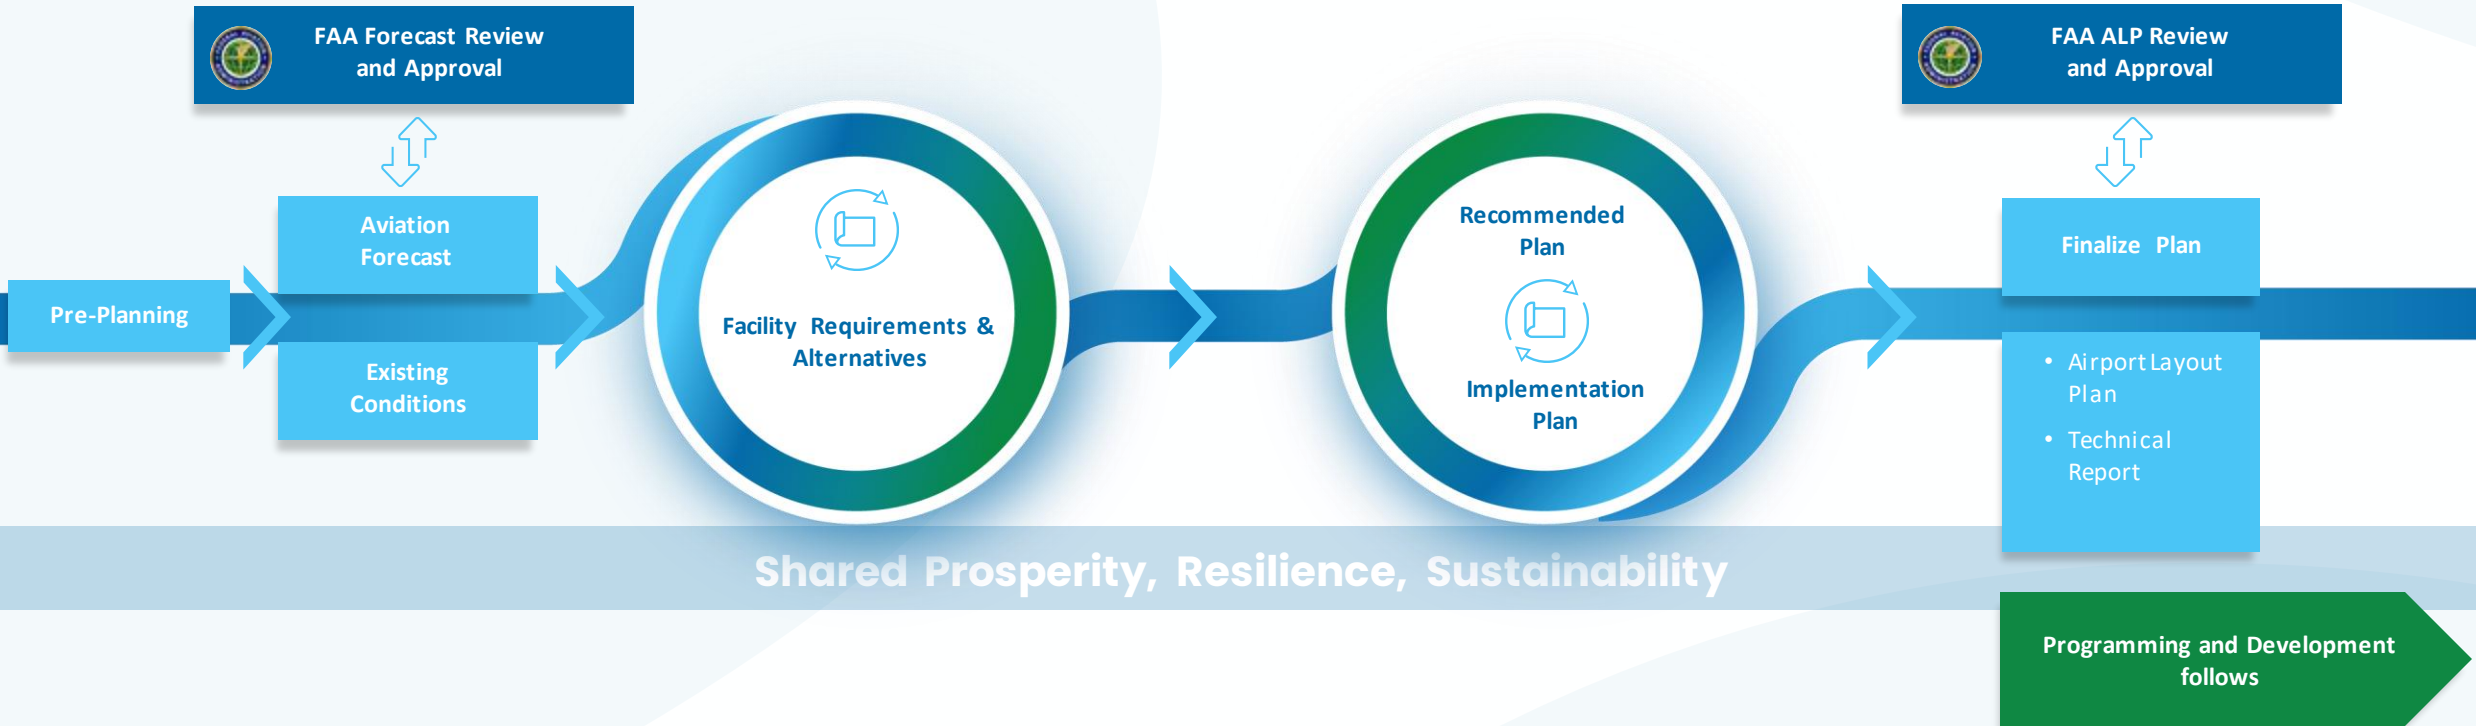 FAA Forecast Review
and Approval
Aviation
Forecast
Pre-Planning
Existing
Conditions
Facility Requirements &
Alternatives
Recommended
Plan
Implementation
Plan
FAA ALP Review
and Approval
Finalize Plan
• Airport Layout
Plan
• Technical
Report
Shared Prosperity, Resilience, Sustainability
Programming and Development
follows